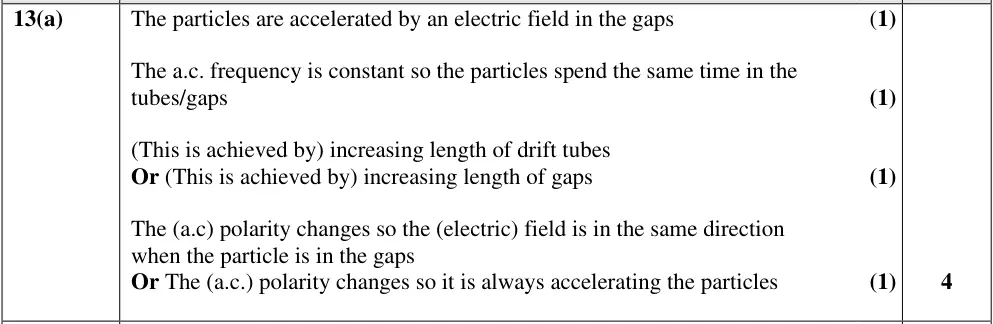 13(a) The particles are accelerated by an electric field in the gaps (1)
The a.c. frequency is constant so the particles spend the same time in the
tubes/gaps (1)
(This is achieved by) increasing length of drift tubes
Or (This is achieved by) increasing length of gaps (1)
The (a.c) polarity changes so the (electric) field is in the same direction
when the particle is in the gaps
Or The (a.c.) polarity changes so it is always accelerating the particles (1) 4